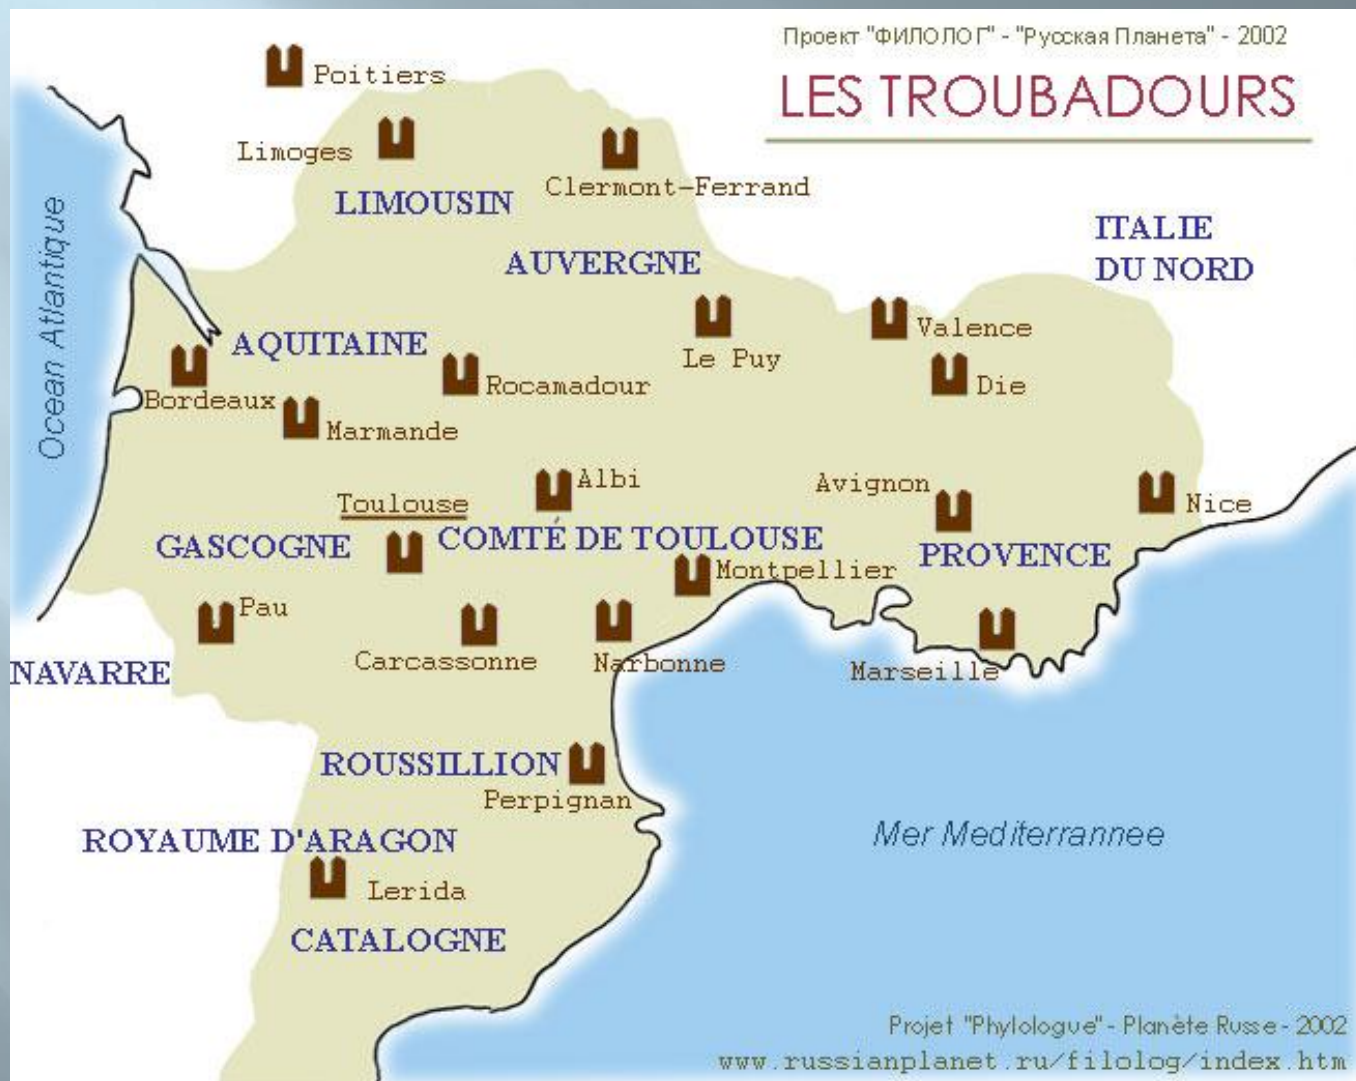 Проект "ФИЛОЛОГ" - "Русская Планета" - 2002
LES TROUBADOURS
Poitiers
Limoges
Clermont-Ferrand
LIMOUSIN
ITALIE
DU NORD
AUVERGNE
Ocean Atlantique
AQUITAINE
Valence
Le Puy
Rocamadour
Die
Bordeaux
Marmande
Albi
Avignon
Toulouse
Nice
GASCOGNE
COMTÉ DE TOULOUSE
PROVENCE
Montpellier
Pau
Carcassonne
Narbonne
Marseille
NAVARRE
ROUSSILLION
Perpignan
ROYAUME D'ARAGON
Mer Mediterrannee
Lerida
CATALOGNE
Projet "Phylologue" - Planète Russe - 2002
www.russianplanet.ru/filolog/index.htm